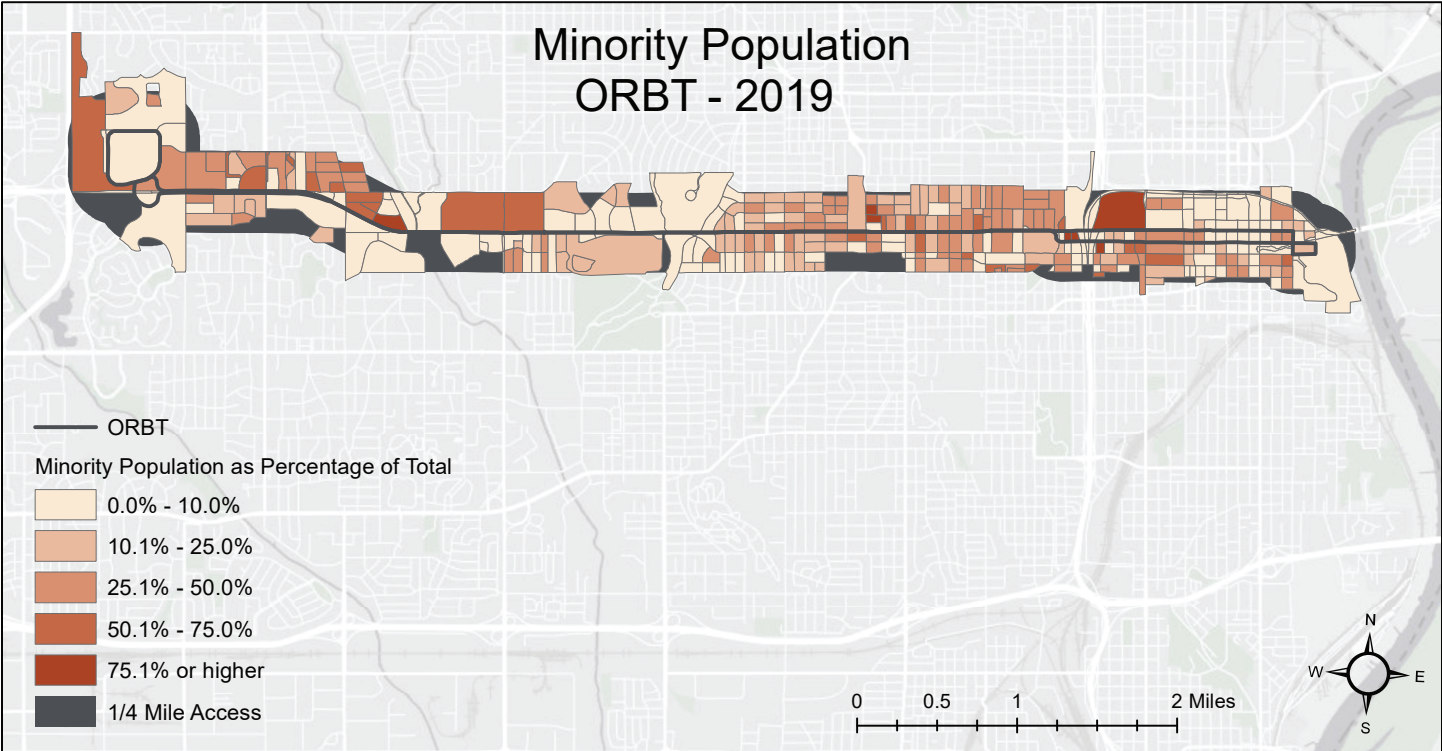 Minority Population
ORBT - 2019
ORBT
Minority Population as Percentage of Total
0.0% - 10.0%
10.1% - 25.0%
25.1% - 50.0%
50.1% - 75.0%
75.1% or higher
1/4 Mile Access
0 0.5 1 2 Miles
N
W E
S